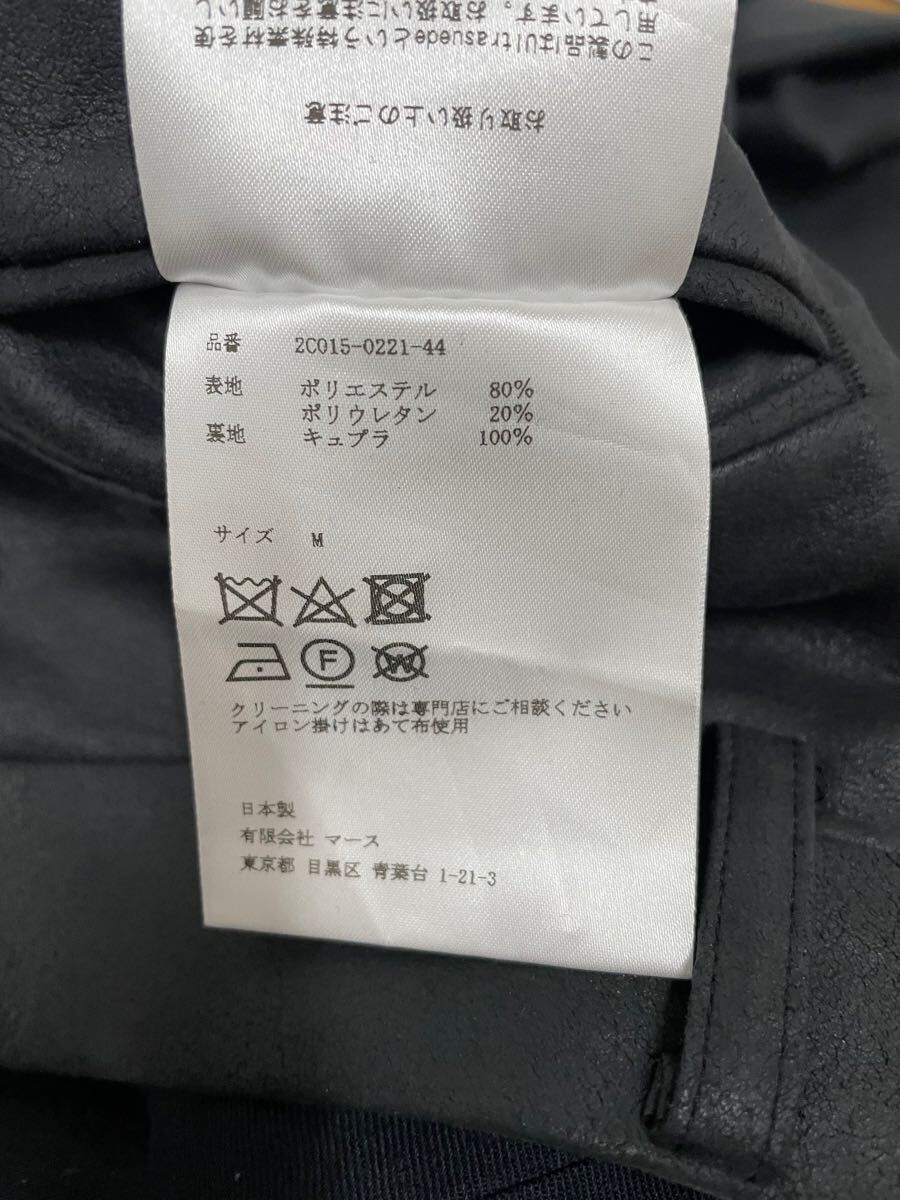 お取り扱い上のご注意
この製品はUltrasuedeという特殊素材を使
用しています。お取扱いに注意をお願いし
品番 2C015-0221-44
表地 ポリエステル 80%
ポリウレタン 20%
裏地 キュプラ 100%
サイズ M
F
W
クリーニングの際は専門店にご相談ください
アイロン掛けはあて布使用
日本製
有限会社 マース
東京都 目黒区 青葉台 1-21-3